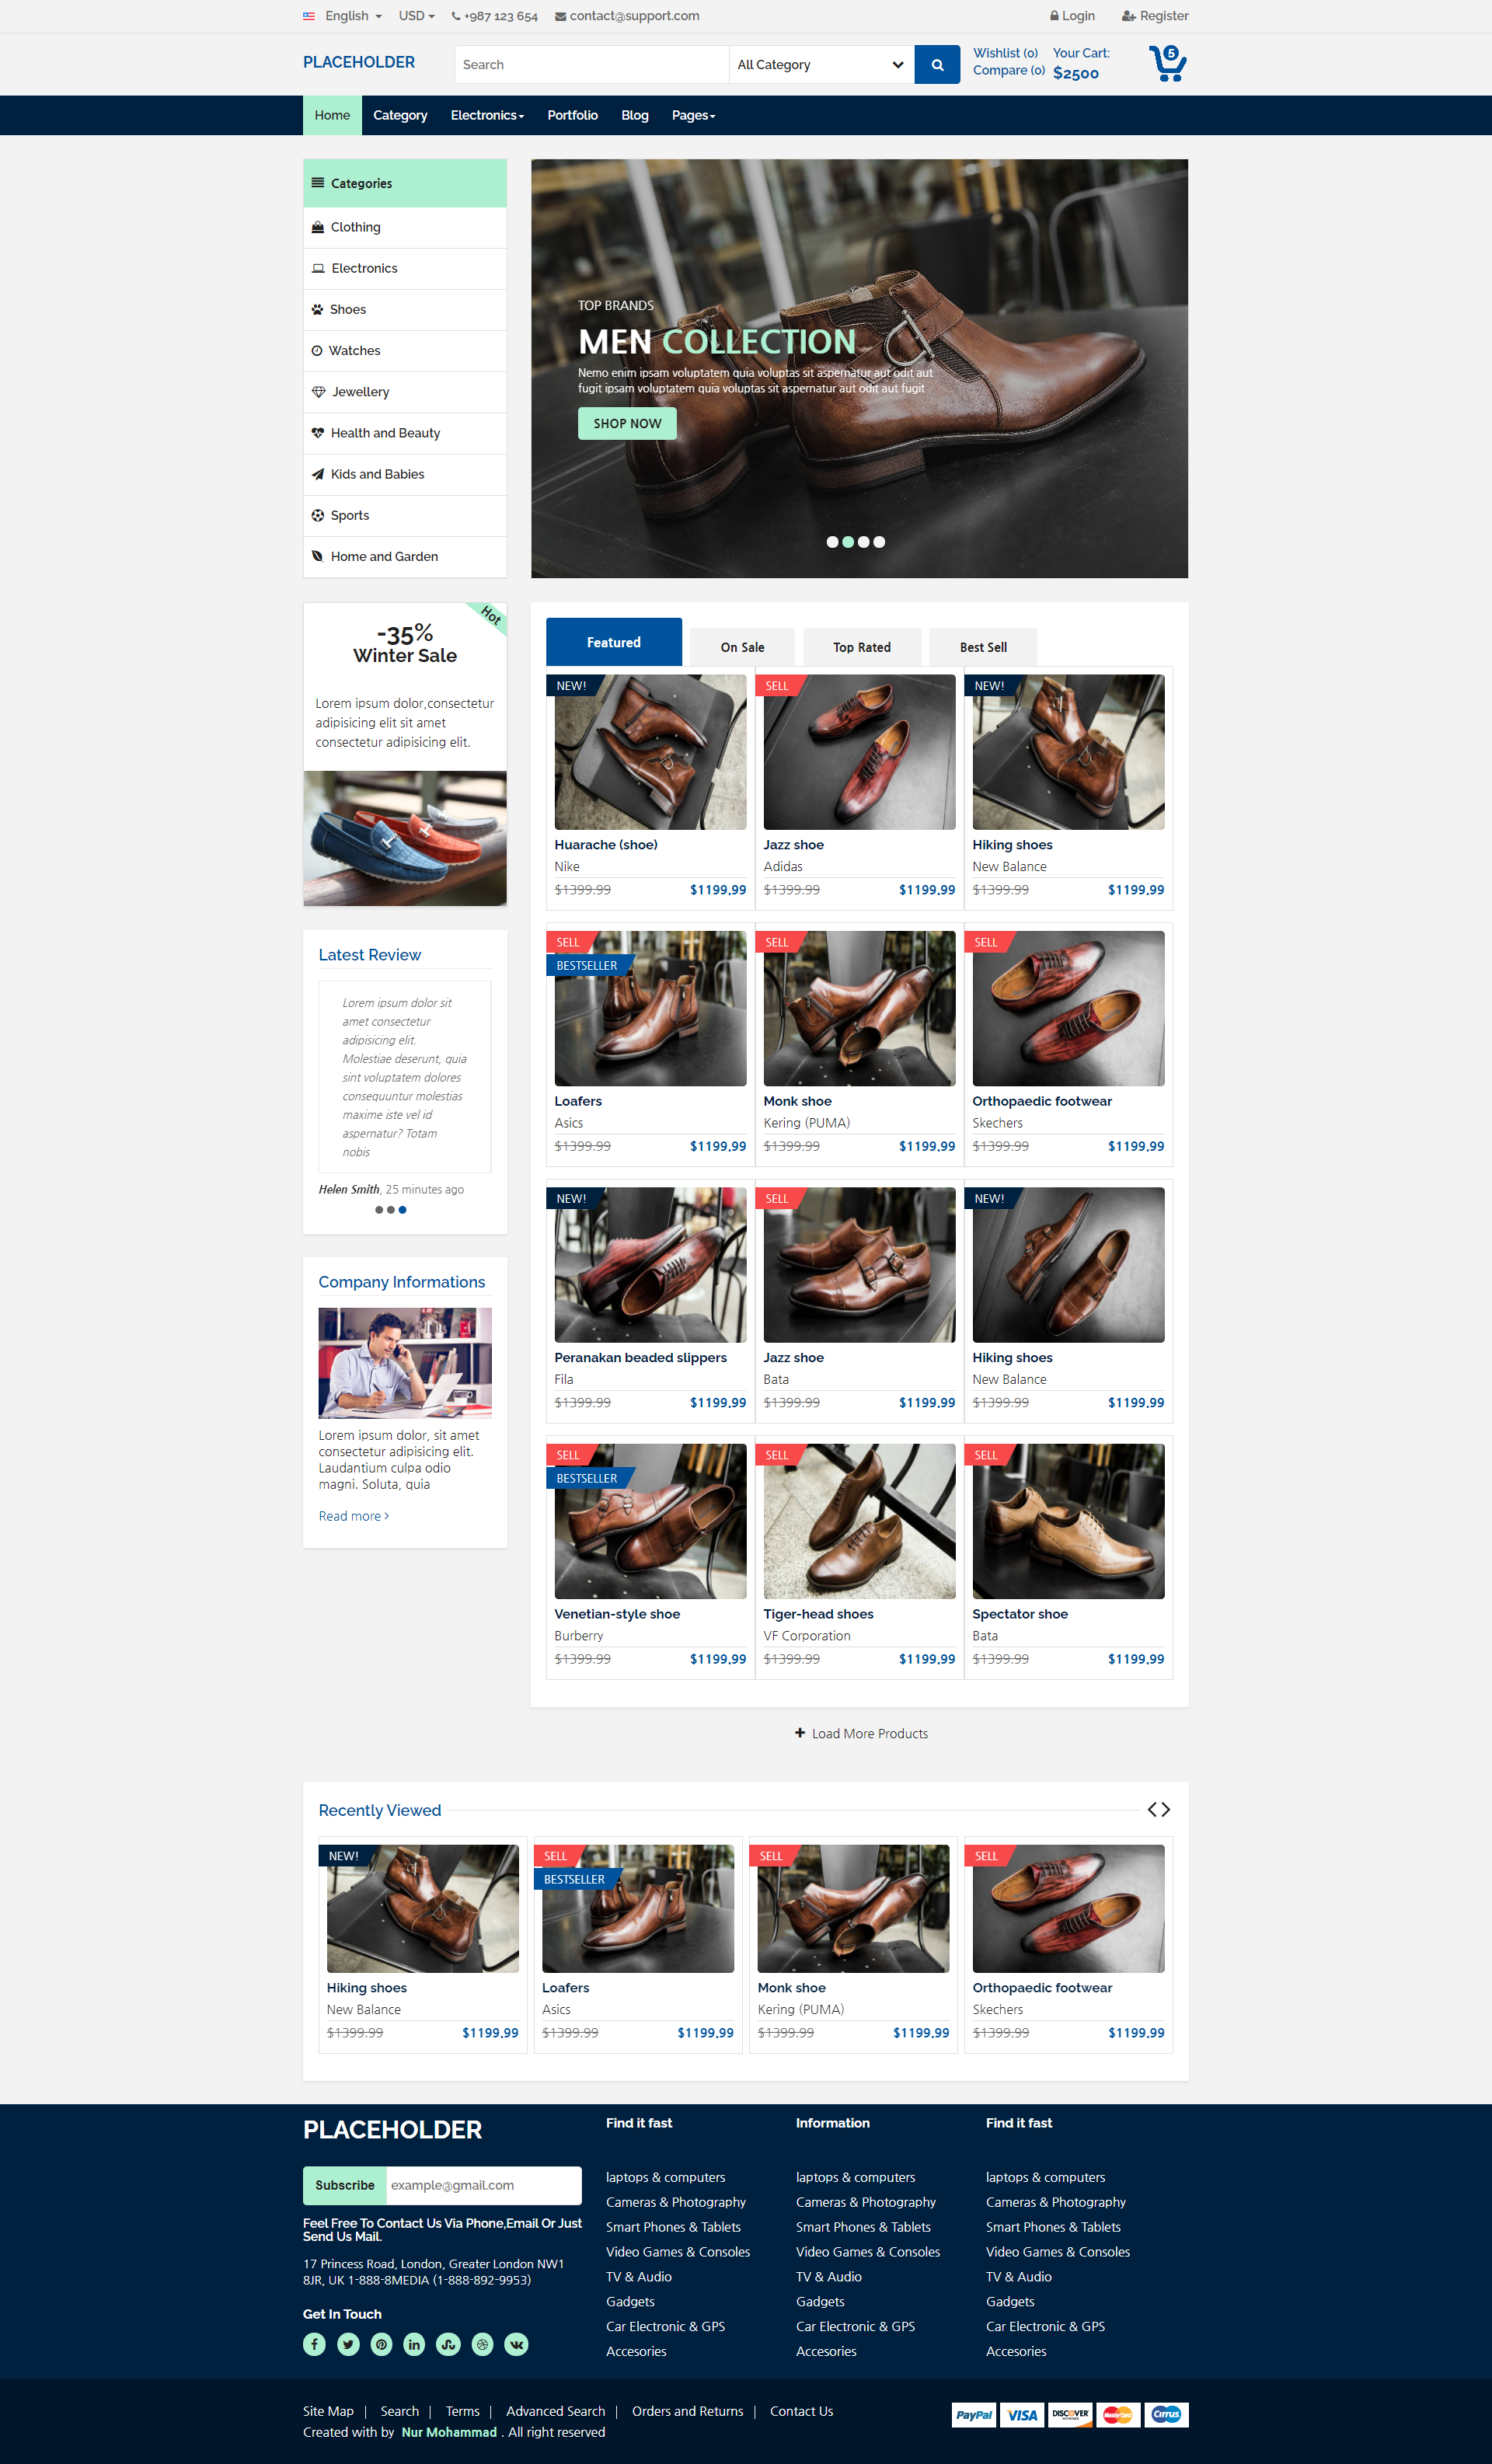 English USD +987 123 654 contact@support.com Login Register
PLACEHOLDER
Search
All Category
Wishlist (0)
Compare (0)
Your Cart:
$2500
5
Home Category Electronics Portfolio Blog Pages
Categories
Clothing
Electronics
Shoes
Watches
Jewellery
Health and Beauty
Kids and Babies
Sports
Home and Garden
TOP BRANDS
MEN COLLECTION
Nemo enim ipsam voluptatem quia voluptas sit aspernatur aut odit aut
fugit ipsam voluptatem quia voluptas sit aspernatur aut odit aut fugit
SHOP NOW
Hot
-35%
Winter Sale
Lorem ipsum dolor,consectetur
adipisicing elit sit amet
consectetur adipisicing elit.
Latest Review
Lorem ipsum dolor sit
amet consectetur
adipisicing elit.
Molestiae deserunt, quia
sint voluptatem dolores
consequuntur molestias
maxime iste vel id
aspernatur? Totam
nobis
Helen Smith, 25 minutes ago
Company Informations
Lorem ipsum dolor, sit amet
consectetur adipisicing elit.
Laudantium culpa odio
magni. Soluta, quia
Read more
Featured On Sale Top Rated Best Sell
NEW! SELL NEW!
Huarache (shoe) Jazz shoe Hiking shoes
Nike Adidas New Balance
$1399.99 $1199.99 $1399.99 $1199.99 $1399.99 $1199.99
SELL SELL SELL
BESTSELLER
Loafers Monk shoe Orthopaedic footwear
Asics Kering (PUMA) Skechers
$1399.99 $1199.99 $1399.99 $1199.99 $1399.99 $1199.99
NEW! SELL NEW!
Peranakan beaded slippers Jazz shoe Hiking shoes
Fila Bata New Balance
$1399.99 $1199.99 $1399.99 $1199.99 $1399.99 $1199.99
SELL SELL SELL
BESTSELLER
Venetian-style shoe Tiger-head shoes Spectator shoe
Burberry VF Corporation Bata
$1399.99 $1199.99 $1399.99 $1199.99 $1399.99 $1199.99
Load More Products
Recently Viewed
NEW! SELL SELL SELL
BESTSELLER
Hiking shoes Loafers Monk shoe Orthopaedic footwear
New Balance Asics Kering (PUMA) Skechers
$1399.99 $1199.99 $1399.99 $1199.99 $1399.99 $1199.99 $1399.99 $1199.99
PLACEHOLDER
Subscribe example@gmail.com
Feel Free To Contact Us Via Phone,Email Or Just
Send Us Mail.
17 Princess Road, London, Greater London NW1
8JR, UK 1-888-8MEDIA (1-888-892-9953)
Get In Touch
Find it fast
laptops & computers
Cameras & Photography
Smart Phones & Tablets
Video Games & Consoles
TV & Audio
Gadgets
Car Electronic & GPS
Accesories
Information
laptops & computers
Cameras & Photography
Smart Phones & Tablets
Video Games & Consoles
TV & Audio
Gadgets
Car Electronic & GPS
Accesories
Find it fast
laptops & computers
Cameras & Photography
Smart Phones & Tablets
Video Games & Consoles
TV & Audio
Gadgets
Car Electronic & GPS
Accesories
Site Map | Search | Terms | Advanced Search | Orders and Returns | Contact Us
Created with by Nur Mohammad . All right reserved
PayPal VISA DISCOVER MasterCard Cirrus